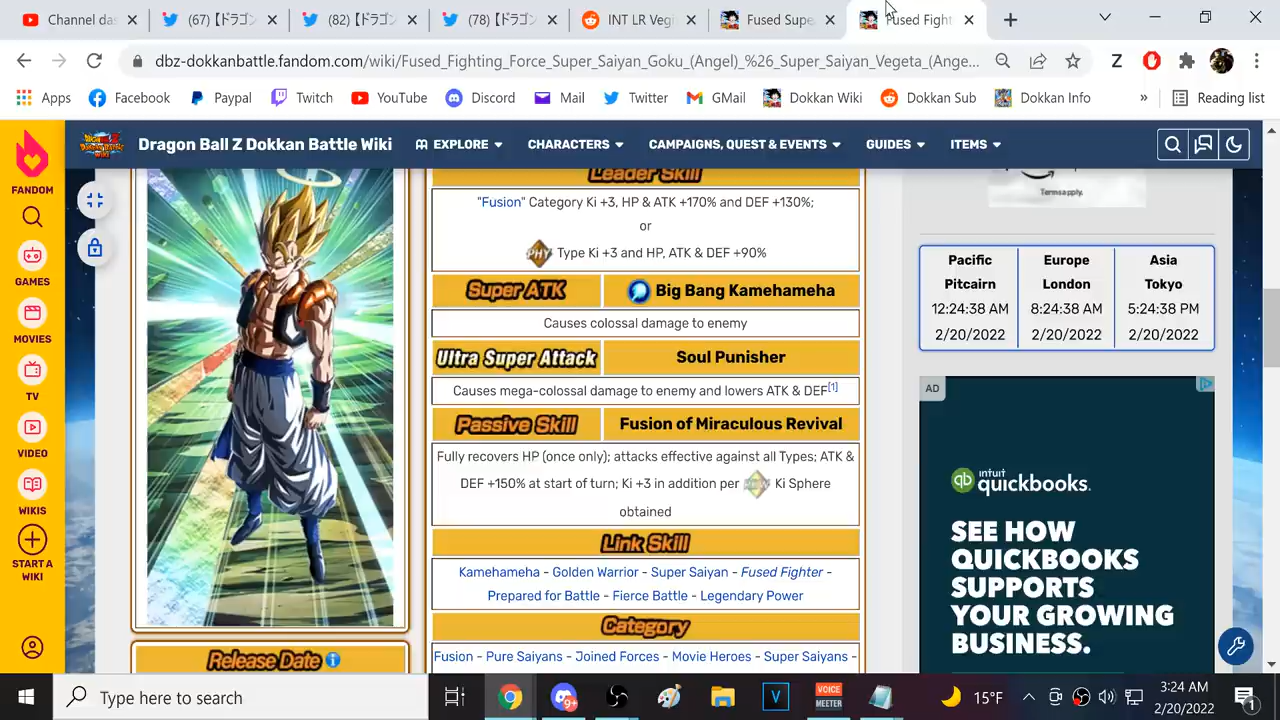 Channel das
(67) 【ドラゴン
(82) 【ドラゴン
(78) 【ドラゴン
INT LR Vegi
Fused Supe
Fused Fight
dbz-dokkanbattle.fandom.com/wiki/Fused_Fighting_Force_Super_Saiyan_Goku_(Angel)_%26_Super_Saiyan_Vegeta_(Ange...
Apps
Facebook
Paypal
Twitch
YouTube
Discord
Mail
Twitter
GMail
Dokkan Wiki
Dokkan Sub
Dokkan Info
»
Reading list
FANDOM
GAMES
MOVIES
TV
VIDEO
WIKIS
START A
WIKI
Dragon Ball Z Dokkan Battle Wiki
EXPLORE
CHARACTERS
CAMPAIGNS, QUEST & EVENTS
GUIDES
ITEMS
Leader Skill
"Fusion" Category Ki +3, HP & ATK +170% and DEF +130%;
or
PHY Type Ki +3 and HP, ATK & DEF +90%
Super ATK
Big Bang Kamehameha
Causes colossal damage to enemy
Ultra Super Attack
Soul Punisher
Causes mega-colossal damage to enemy and lowers ATK & DEF[1]
Passive Skill
Fusion of Miraculous Revival
Fully recovers HP (once only); attacks effective against all Types; ATK &
DEF +150% at start of turn; Ki +3 in addition per Ki Sphere
obtained
Link Skill
Kamehameha - Golden Warrior - Super Saiyan - Fused Fighter -
Prepared for Battle - Fierce Battle - Legendary Power
Category
Fusion - Pure Saiyans - Joined Forces - Movie Heroes - Super Saiyans -
Release Date
Terms apply.
Pacific
Pitcairn
12:24:38 AM
2/20/2022
Europe
London
8:24:38 AM
2/20/2022
Asia
Tokyo
5:24:38 PM
2/20/2022
AD
intuit
quickbooks.
SEE HOW
QUICKBOOKS
SUPPORTS
YOUR GROWING
BUSINESS.
Type here to search
9+
VOICE
MEETER
15°F
3:24 AM
2/20/2022
1